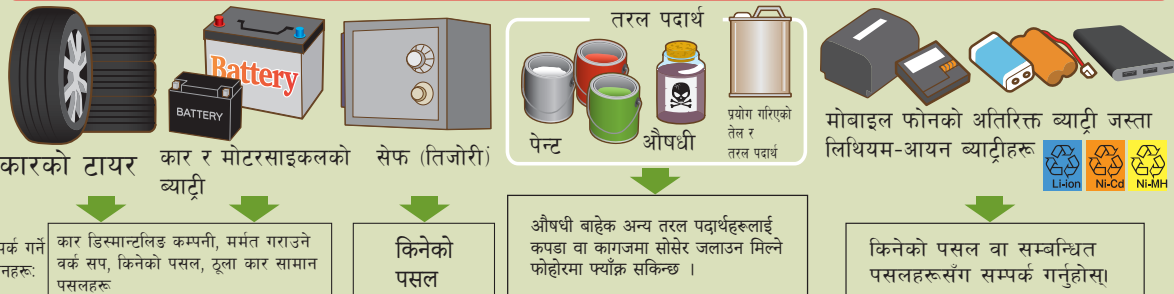 तरल पदार्थ
Battery
BATTERY
प्रयोग गरिएको
तेल र
तरल पदार्थ
पेन्ट
औषधी
कारको टायर
कार र मोटरसाइकलको
ब्याट्री
सेफ (तिजोरी)
मोबाइल फोनको अतिरिक्त ब्याट्री जस्ता
लिथियम-आयन ब्याट्रीहरू
Li-ion
Ni-Cd
Ni-MH
कार डिस्मान्टलिङ कम्पनी, मर्मत गराउने
वर्क सप, किनेको पसल, ठूला कार सामान
पसलहरू
किनेको
पसल
औषधी बाहेक अन्य तरल पदार्थहरूलाई
कपडा वा कागजमा सोसेर जलाउन मिल्ने
फोहोरमा फ्याँक्न सकिन्छ ।
किनेको पसल वा सम्बन्धित
पसलहरूसँग सम्पर्क गर्नुहोस्।